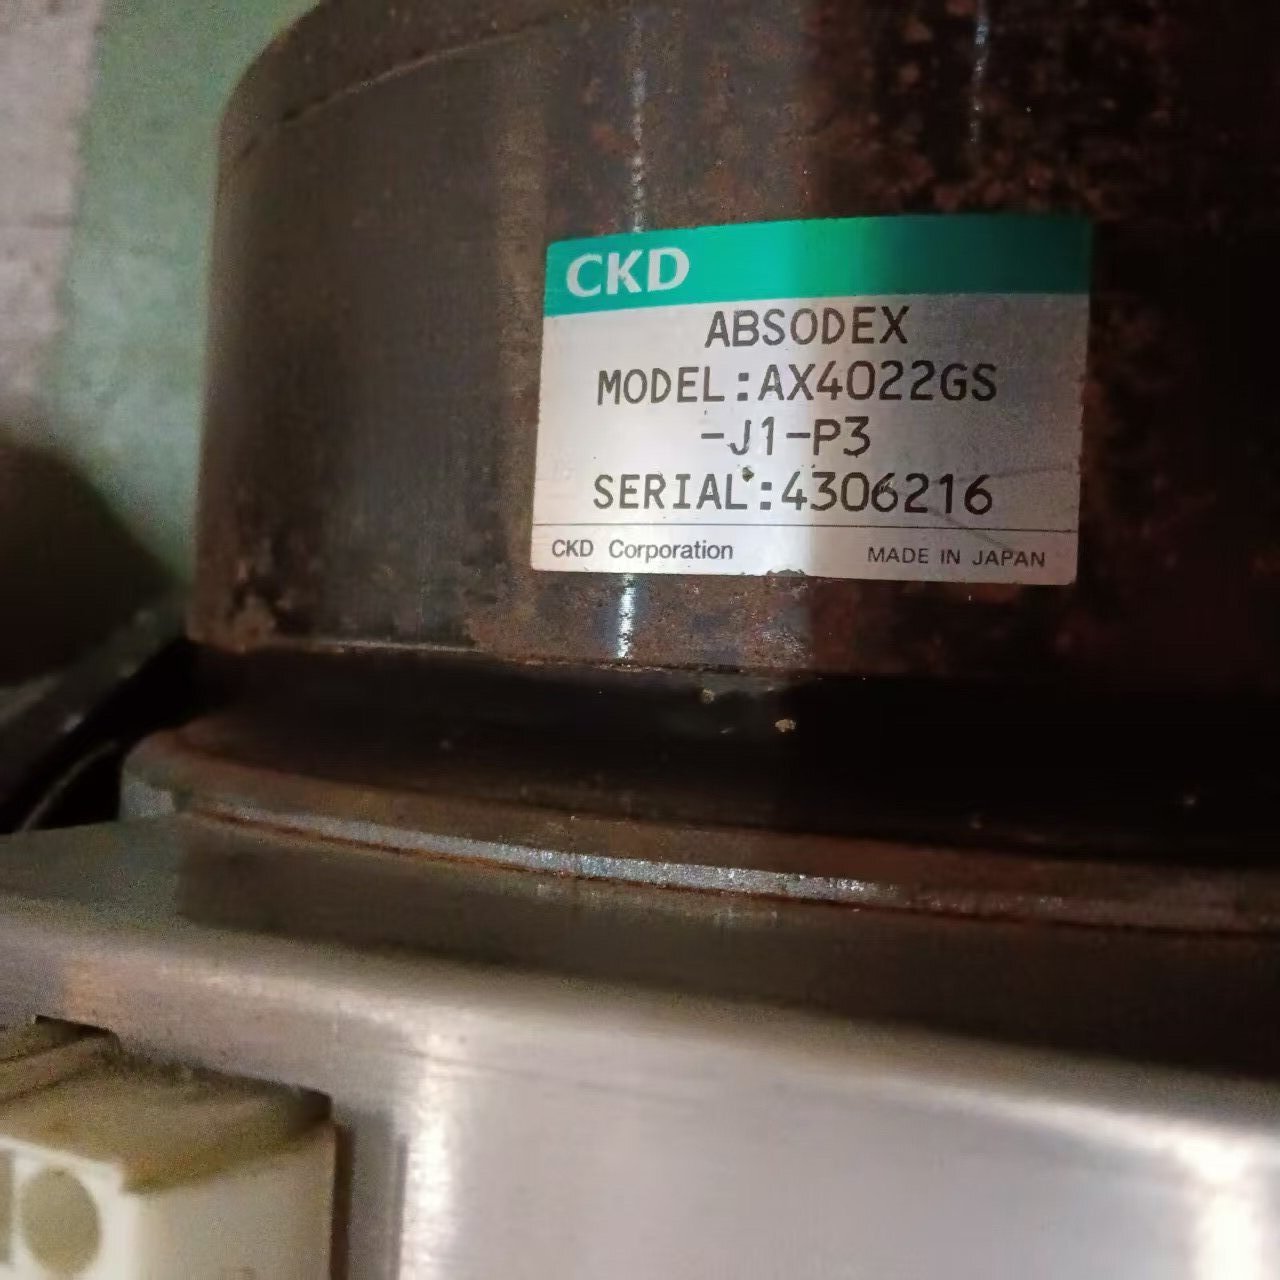 CKD
ABSODEX
MODEL:AX4022GS
-J1-P3
SERIAL:4306216
CKD Corporation MADE IN JAPAN